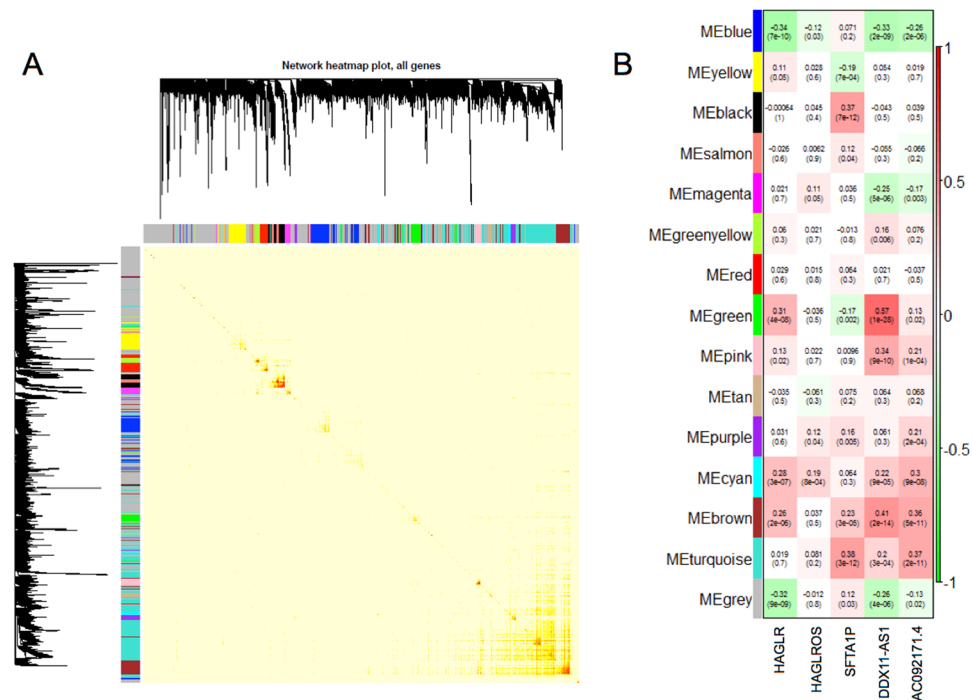 A
Network heatmap plot, all genes
B
MEblue -0.34 -0.12 0.071 -0.33 -0.26
(7e-10) (0.03) (0.2) (2e-09) (2e-06)
MEyellow 0.11 0.028 -0.19 0.054 0.019
(0.05) (0.6) (7e-04) (0.3) (0.7)
MEblack -0.00064 0.045 0.37 -0.043 0.039
(1) (0.4) (7e-12) (0.5) (0.5)
MEsalmon -0.026 0.0062 0.12 -0.055 -0.066
(0.6) (0.9) (0.04) (0.3) (0.2)
MEmagenta 0.021 0.11 0.036 -0.25 -0.17
(0.7) (0.05) (0.5) (5e-06) (0.003)
MEgreenyellow 0.06 0.021 -0.013 0.16 0.076
(0.3) (0.7) (0.8) (0.006) (0.2)
MEred 0.029 0.015 0.064 0.021 -0.037
(0.6) (0.8) (0.3) (0.7) (0.5)
MEgreen 0.31 -0.036 -0.17 0.57 0.13
(4e-08) (0.5) (0.002) (1e-28) (0.02)
MEpink 0.13 0.022 0.0096 0.34 0.21
(0.02) (0.7) (0.9) (9e-10) (1e-04)
MEtan -0.035 -0.061 0.075 0.064 0.068
(0.5) (0.3) (0.2) (0.3) (0.2)
MEpurple 0.031 0.12 0.16 0.061 0.21
(0.6) (0.04) (0.005) (0.3) (2e-04)
MEcyan 0.28 0.19 0.064 0.22 0.3
(3e-07) (8e-04) (0.3) (9e-05) (9e-08)
MEbrown 0.26 0.037 0.23 0.41 0.36
(2e-06) (0.5) (3e-05) (2e-14) (5e-11)
MEturquoise 0.019 0.081 0.38 0.2 0.37
(0.7) (0.2) (3e-12) (3e-04) (2e-11)
MEgrey -0.32 -0.012 0.12 -0.26 -0.13
(9e-09) (0.8) (0.03) (4e-06) (0.02)
HAGLR HAGLROS SFTA1P DDX11-AS1 AC092171.4
1
0.5
0
-0.5
-1